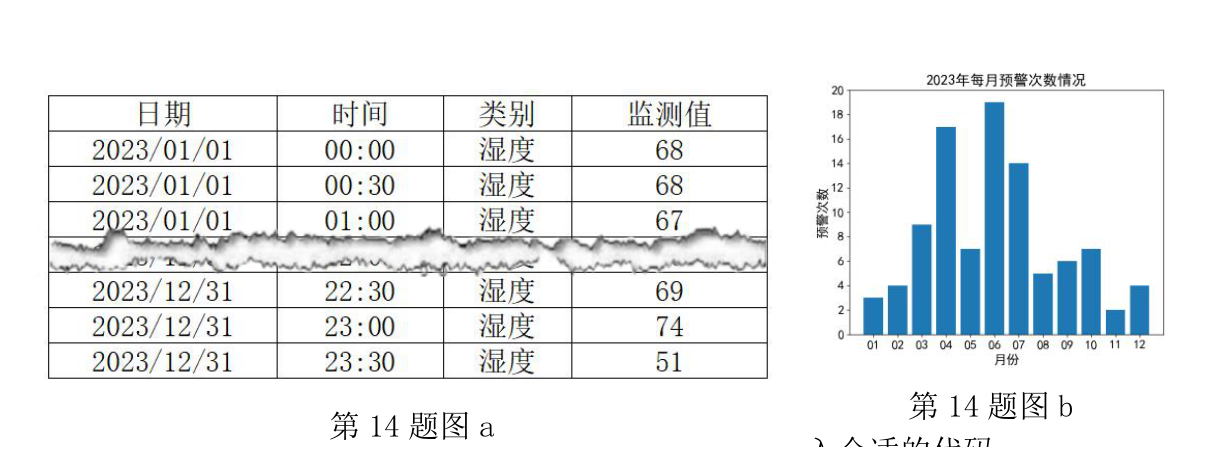 日期 时间 类别 监测值
2023/01/01 00:00 湿度 68
2023/01/01 00:30 湿度 68
2023/01/01 01:00 湿度 67
2023/12/31 22:30 湿度 69
2023/12/31 23:00 湿度 74
2023/12/31 23:30 湿度 51
第 14 题图 a
2023年每月预警次数情况
预警次数
20
18
16
14
12
10
8
6
4
2
0
01 02 03 04 05 06 07 08 09 10 11 12
月份
第 14 题图 b